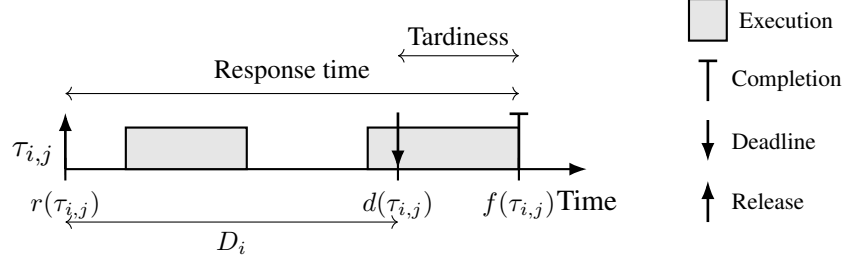 Tardiness
Response time
τ_{i,j}
r(τ_{i,j}) d(τ_{i,j}) f(τ_{i,j}) Time
D_i
Execution
Completion
Deadline
Release